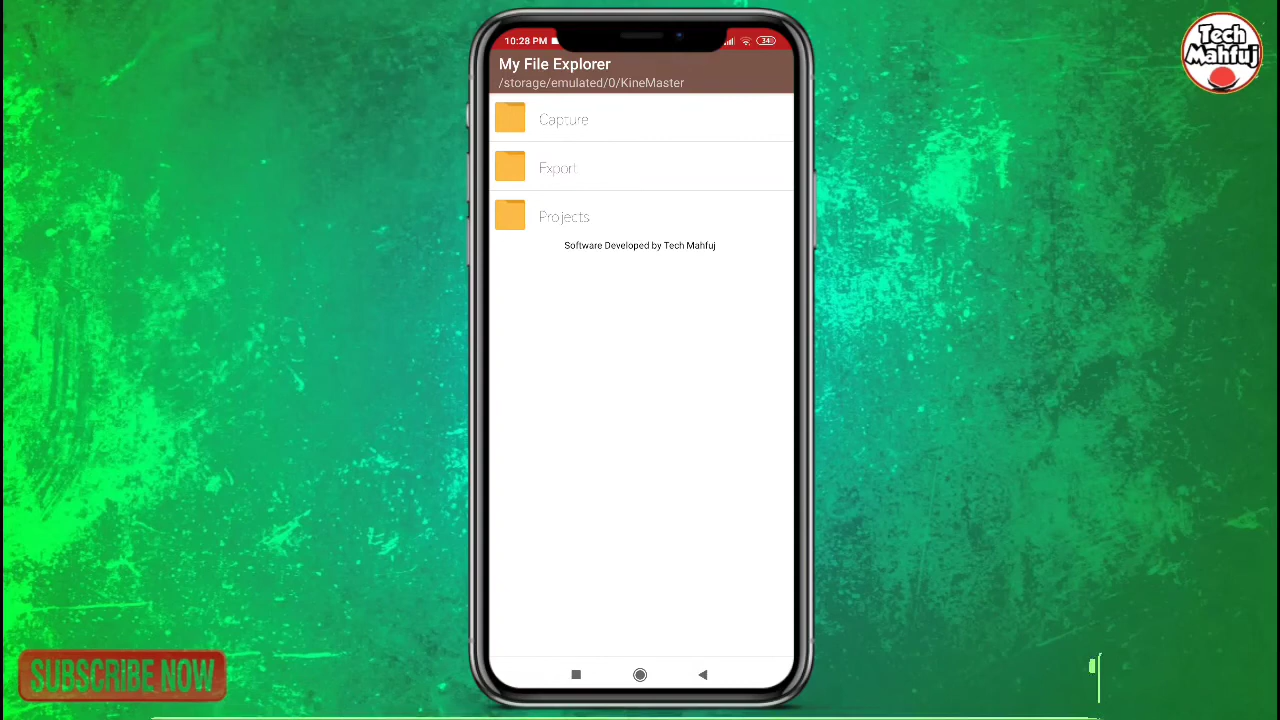 10:28 PM
34
My File Explorer
/storage/emulated/0/KineMaster
Capture
Export
Projects
Software Developed by Tech Mahfuj
Tech
Mahfuj
SUBSCRIBE NOW